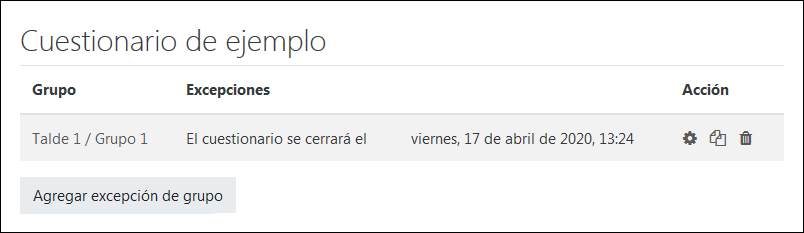 Cuestionario de ejemplo
Grupo Excepciones Acción
Talde 1 / Grupo 1 El cuestionario se cerrará el viernes, 17 de abril de 2020, 13:24
Agregar excepción de grupo